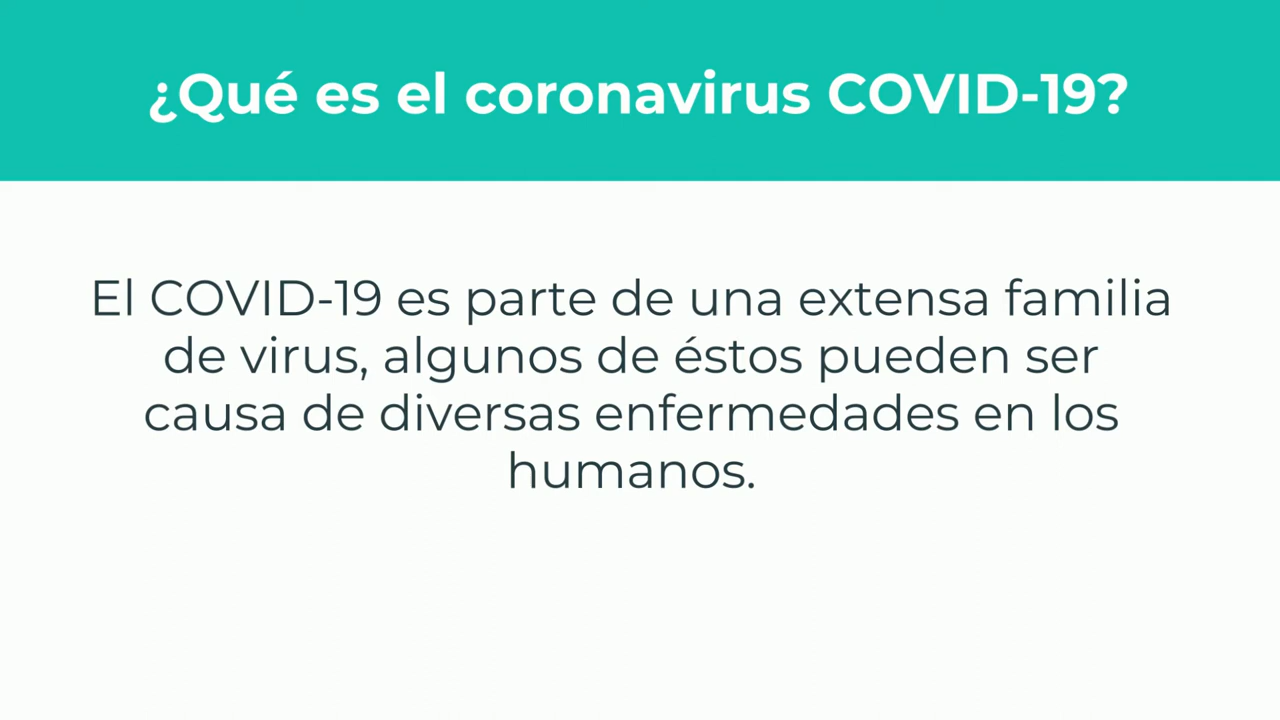 ¿Qué es el coronavirus COVID-19?
El COVID-19 es parte de una extensa familia
de virus, algunos de éstos pueden ser
causa de diversas enfermedades en los
humanos.